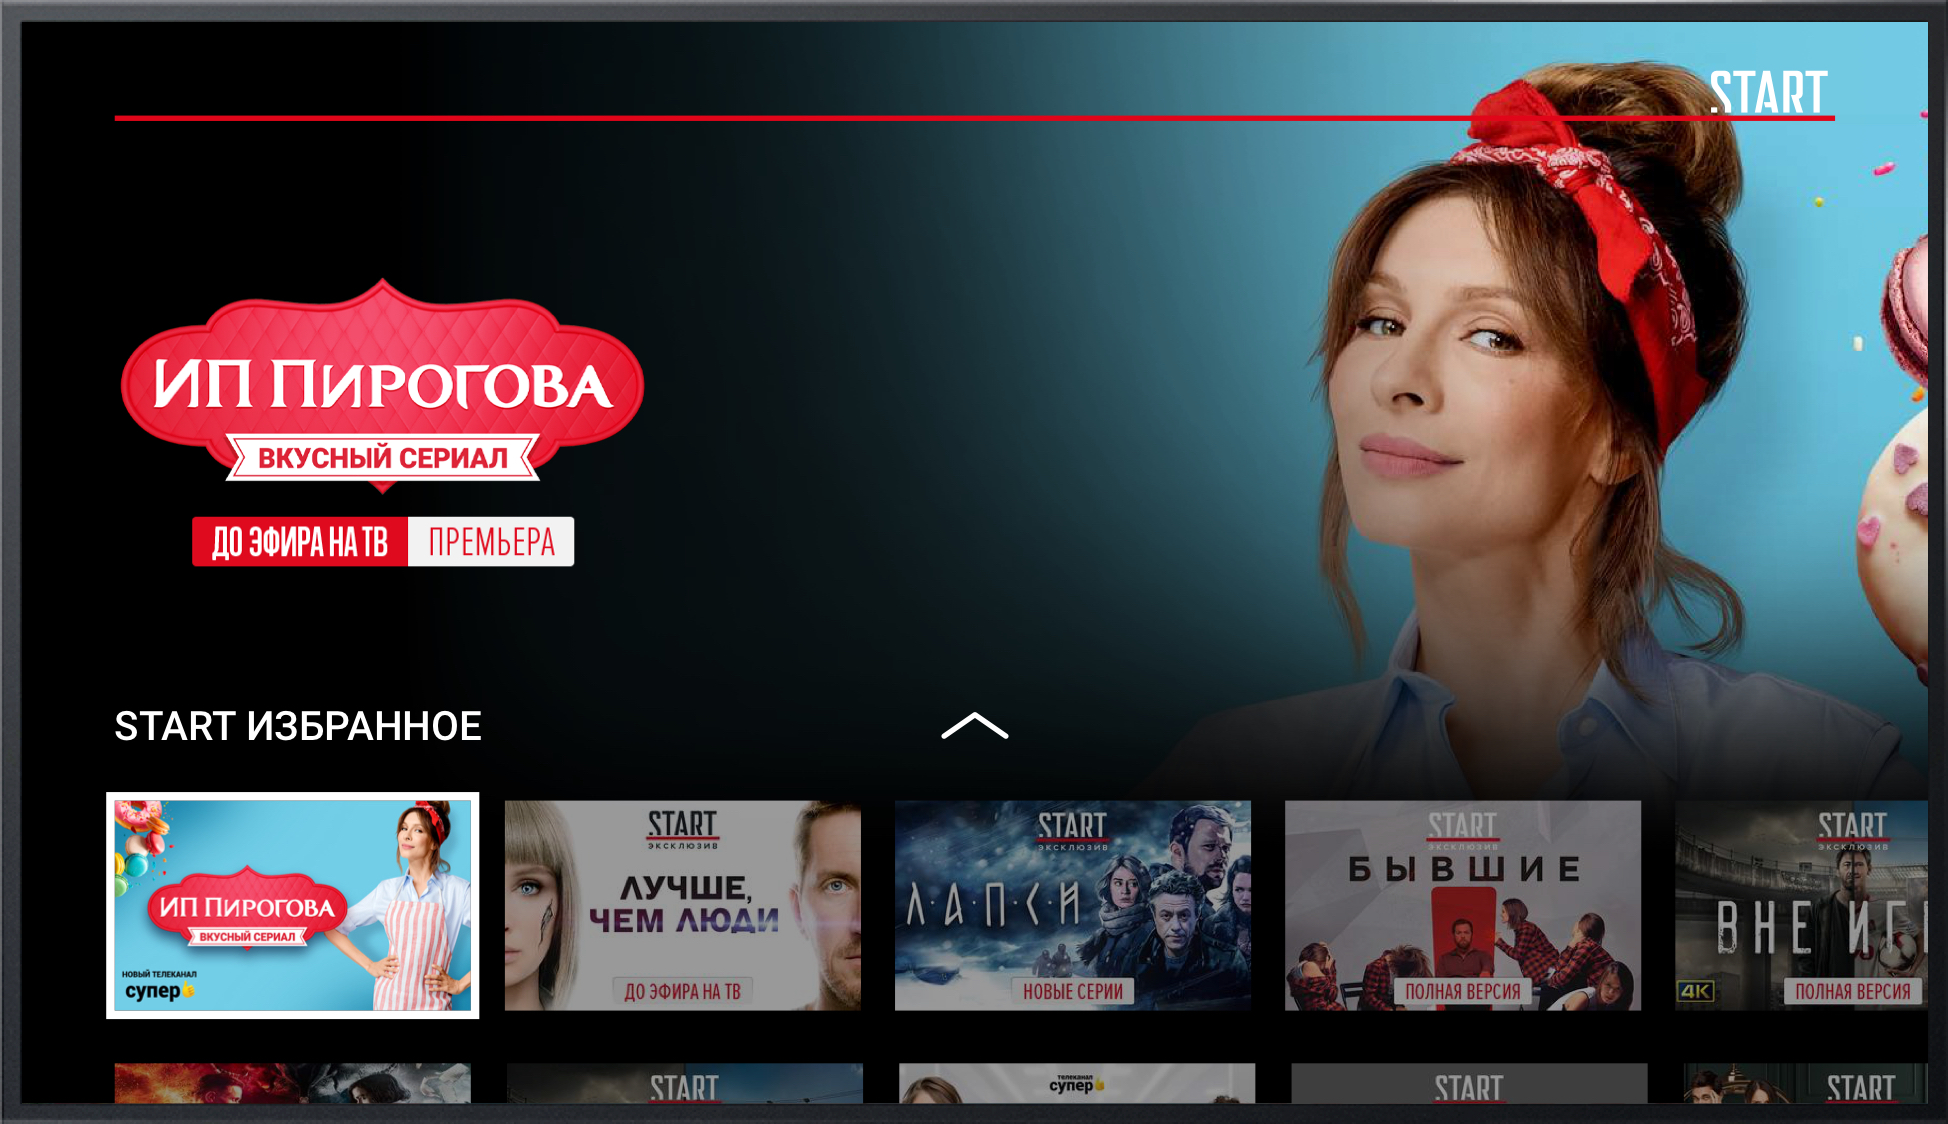 START
ИП ПИРОГОВА
ВКУСНЫЙ СЕРИАЛ
ДО ЭФИРА НА ТВ ПРЕМЬЕРА
START ИЗБРАННОЕ
ИП ПИРОГОВА
ВКУСНЫЙ СЕРИАЛ
НОВЫЙ ТЕЛЕКАНАЛ
супер
START
ЭКСКЛЮЗИВ
ЛУЧШЕ,
ЧЕМ ЛЮДИ
ДО ЭФИРА НА ТВ
START
ЭКСКЛЮЗИВ
Л·А·П·С·И
НОВЫЕ СЕРИИ
START
ЭКСКЛЮЗИВ
БЫВШИЕ
ПОЛНАЯ ВЕРСИЯ
START
ЭКСКЛЮЗИВ
ВНЕ ИГ
4K
ПОЛНАЯ ВЕРСИЯ
START
ТЕЛЕКАНАЛ
супер
START
START